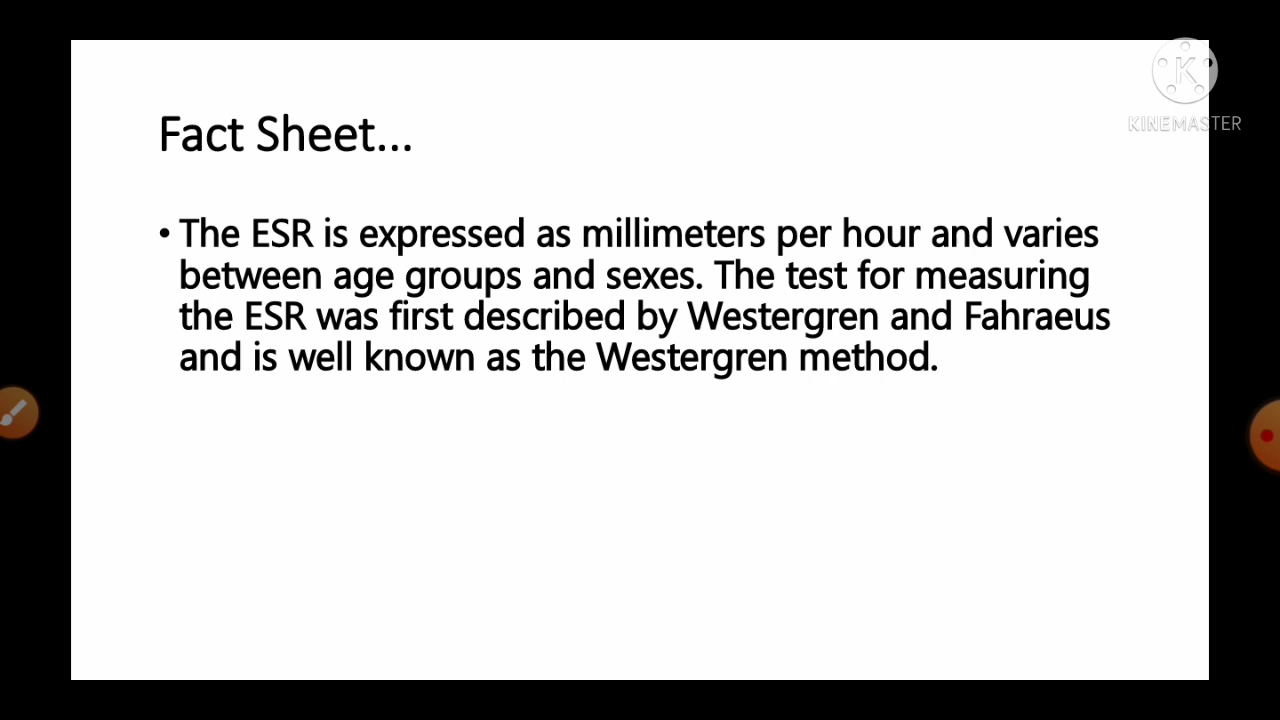 K
KINEMASTER
Fact Sheet...
• The ESR is expressed as millimeters per hour and varies
between age groups and sexes. The test for measuring
the ESR was first described by Westergren and Fahraeus
and is well known as the Westergren method.